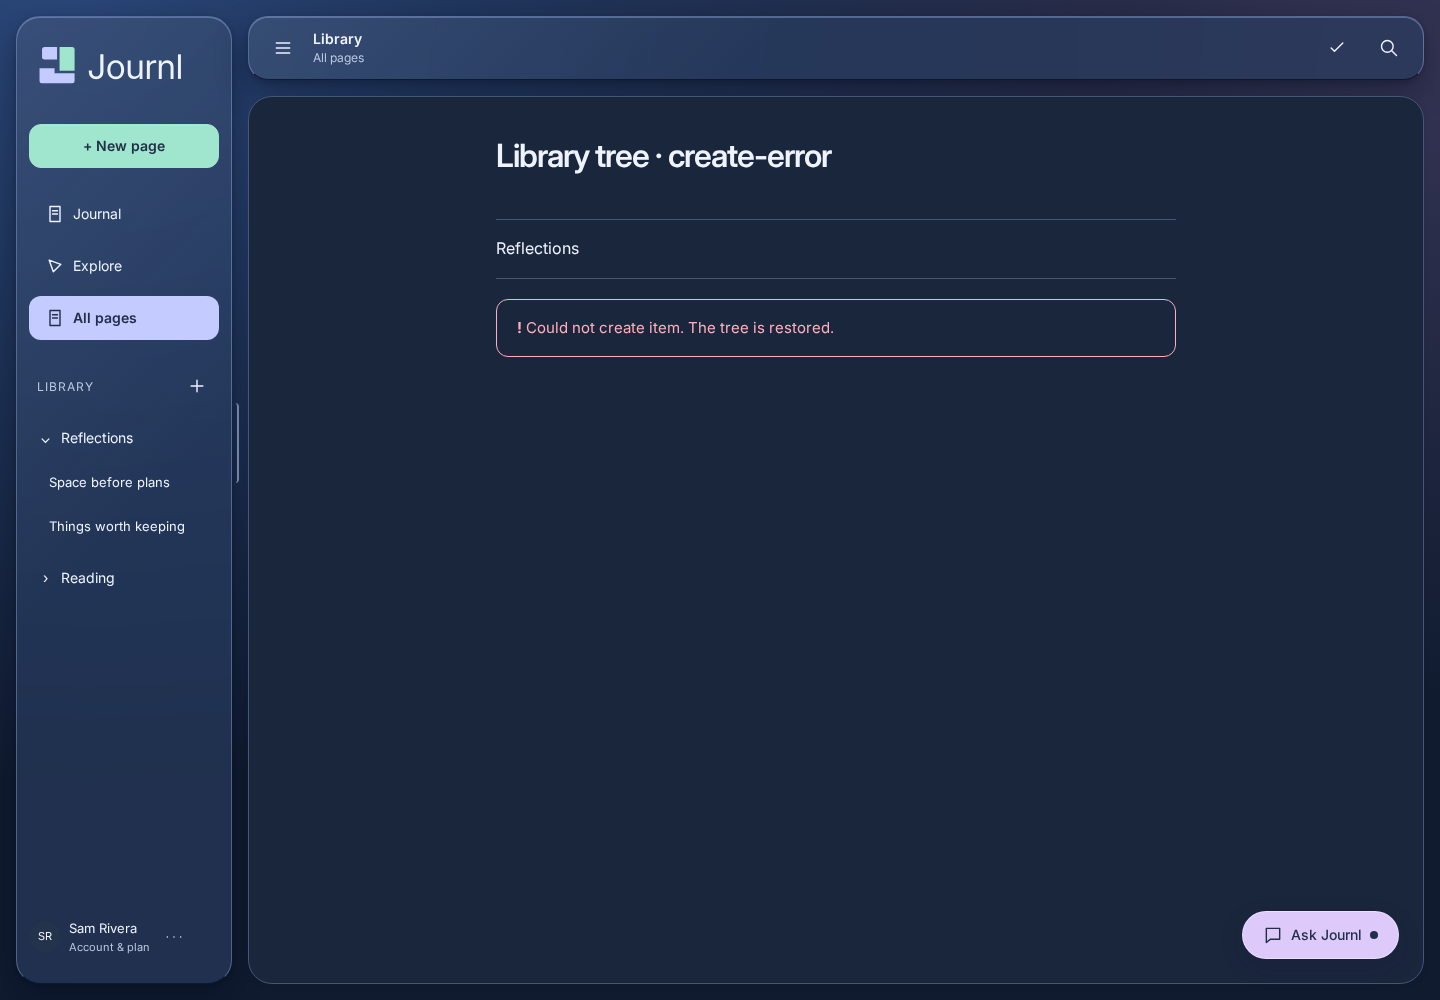 Journl
+ New page
Journal
Explore
All pages
LIBRARY
Reflections
Space before plans
Things worth keeping
Reading
SR
Sam Rivera
Account & plan
...
Library
All pages
Library tree · create-error
Reflections
! Could not create item. The tree is restored.
Ask Journl